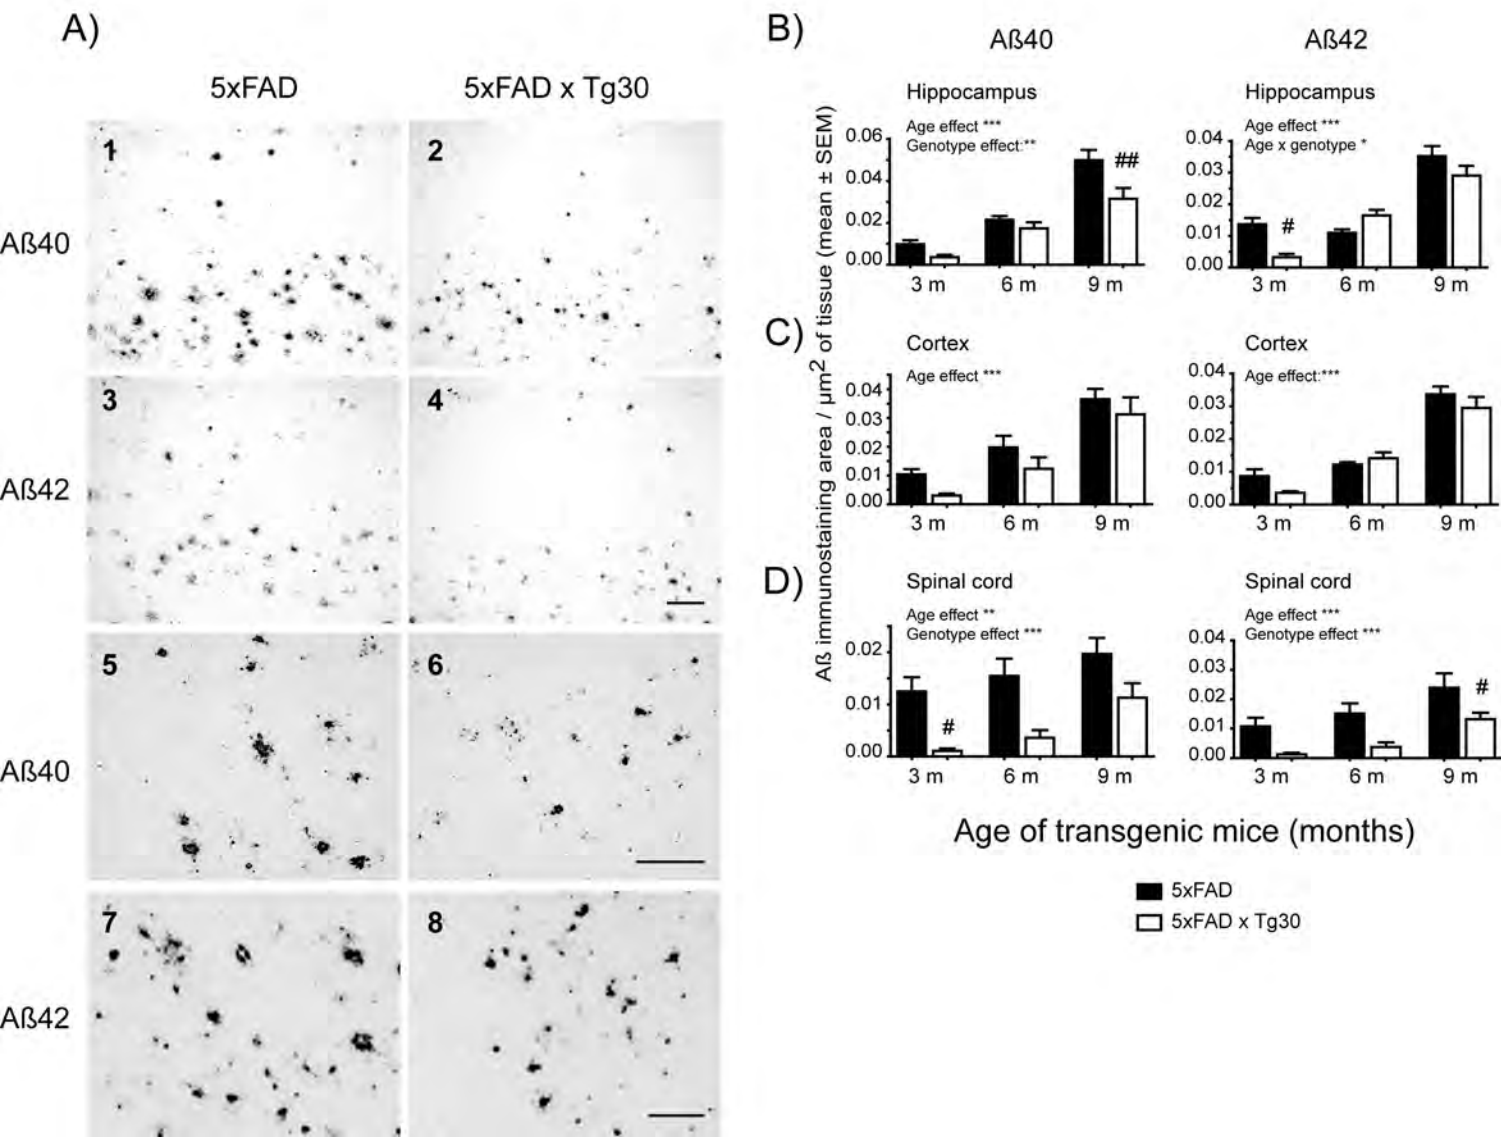 A)
5xFAD
5xFAD x Tg30
Aß40
1
2
Aß42
3
4
Aß40
5
6
Aß42
7
8
B)
Aß40
Aß42
Aß immunostaining area / µm² of tissue (mean ± SEM)
Hippocampus
Age effect ***
Genotype effect:**
0.06
0.04
0.02
0.00
##
3 m
6 m
9 m
Hippocampus
Age effect ***
Age x genotype *
0.04
0.03
0.02
0.01
0.00
#
3 m
6 m
9 m
C)
Cortex
Age effect ***
0.04
0.03
0.02
0.01
0.00
3 m
6 m
9 m
Cortex
Age effect:***
0.04
0.03
0.02
0.01
0.00
3 m
6 m
9 m
D)
Spinal cord
Age effect **
Genotype effect ***
0.02
0.01
0.00
#
3 m
6 m
9 m
Spinal cord
Age effect ***
Genotype effect ***
0.04
0.03
0.02
0.01
0.00
#
3 m
6 m
9 m
Age of transgenic mice (months)
5xFAD
5xFAD x Tg30